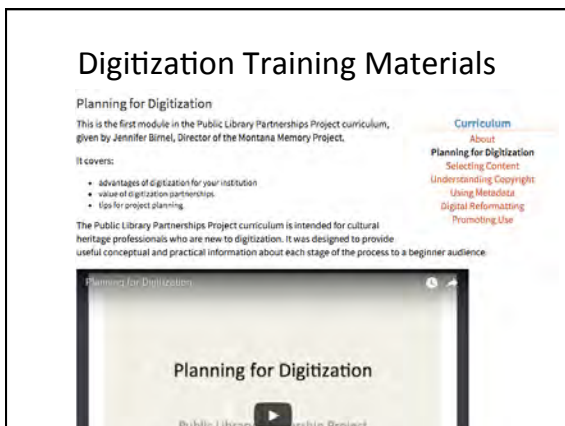 Digitization Training Materials
Planning for Digitization
This is the first module in the Public Library Partnerships Project curriculum,
given by Jennifer Birnel, Director of the Montana Memory Project.
It covers:
advantages of digitization for your institution
value of digitization partnerships
tips for project planning
The Public Library Partnerships Project curriculum is intended for cultural
heritage professionals who are new to digitization. It was designed to provide
useful conceptual and practical information about each stage of the process to a beginner audience
Curriculum
About
Planning for Digitization
Selecting Content
Understanding Copyright
Using Metadata
Digital Reformatting
Promoting Use
Planning for Digitization
Planning for Digitization
Public Library Partnership Project